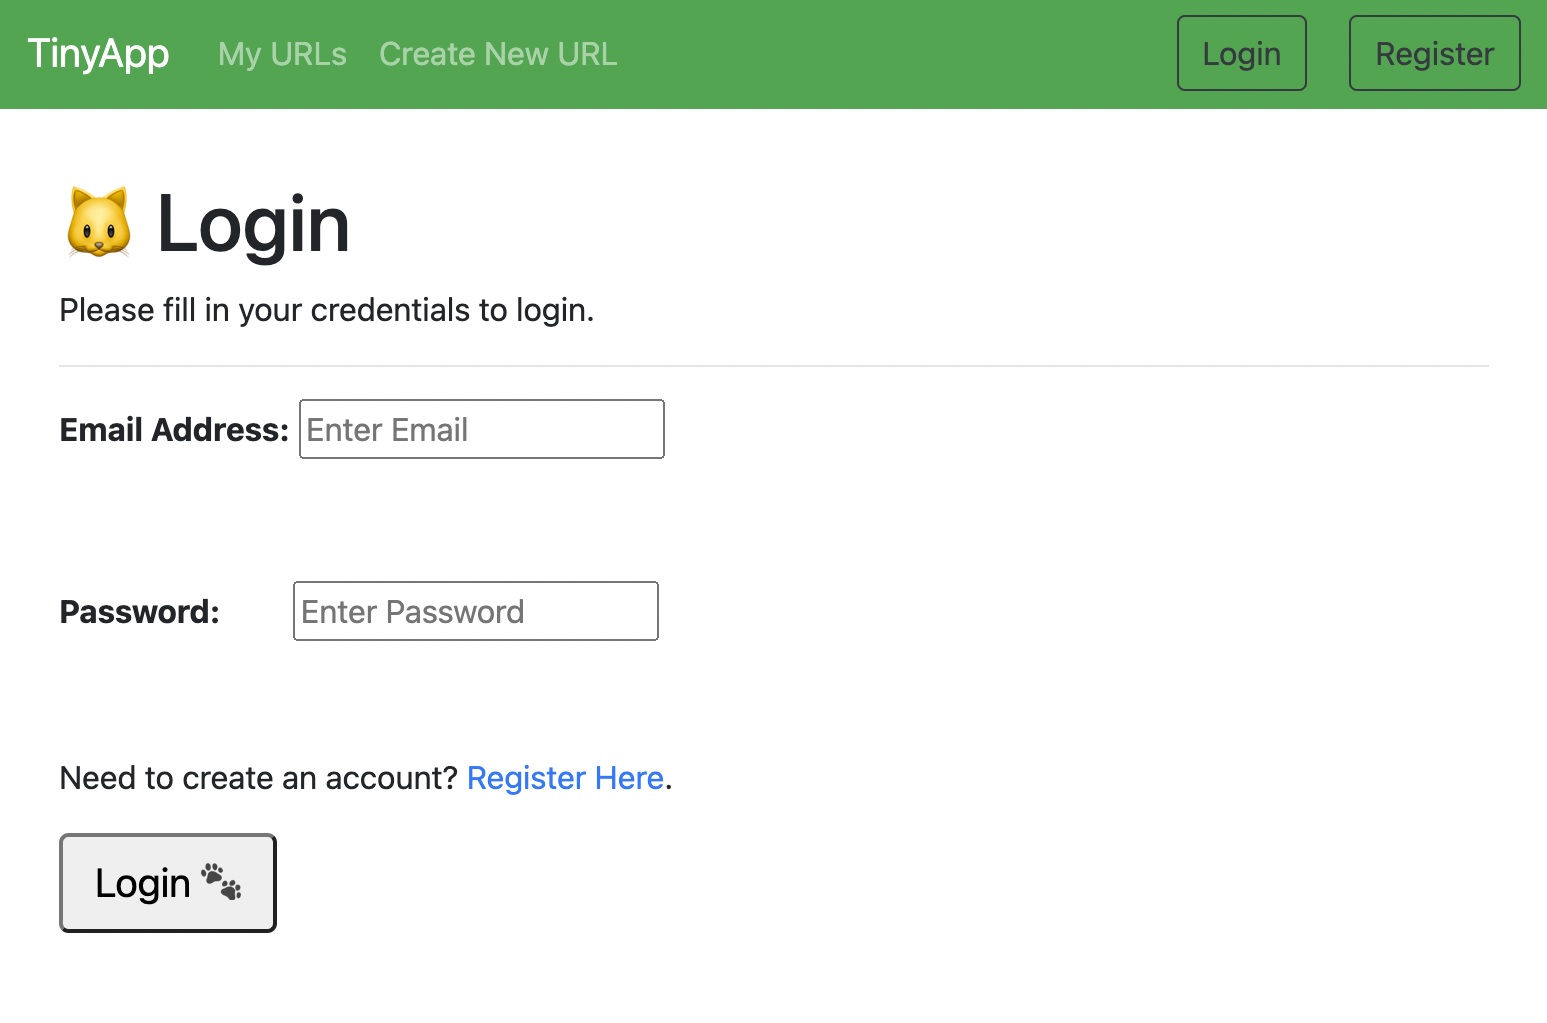 TinyApp My URLs Create New URL Login Register
🐱 Login
Please fill in your credentials to login.
Email Address: Enter Email
Password: Enter Password
Need to create an account? Register Here.
Login 🐾